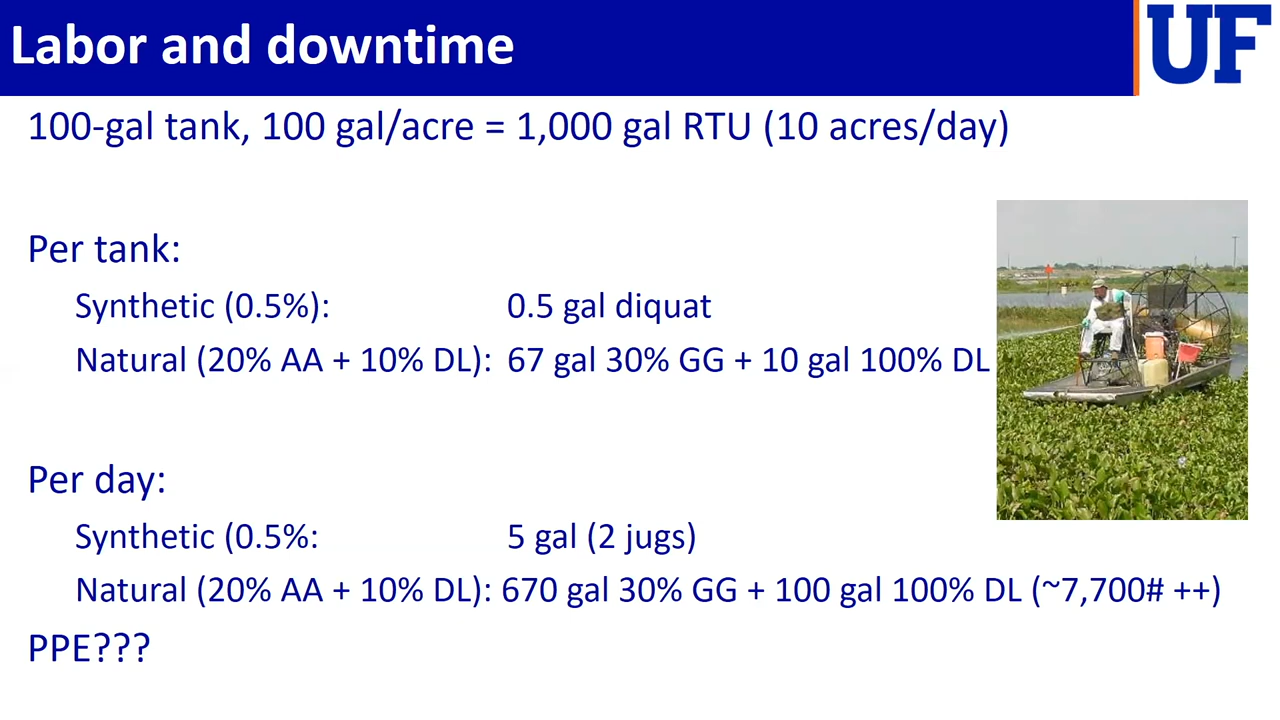 Labor and downtime
UF
100-gal tank, 100 gal/acre = 1,000 gal RTU (10 acres/day)
Per tank:
Synthetic (0.5%): 0.5 gal diquat
Natural (20% AA + 10% DL): 67 gal 30% GG + 10 gal 100% DL
Per day:
Synthetic (0.5%: 5 gal (2 jugs)
Natural (20% AA + 10% DL): 670 gal 30% GG + 100 gal 100% DL (~7,700# ++)
PPE???